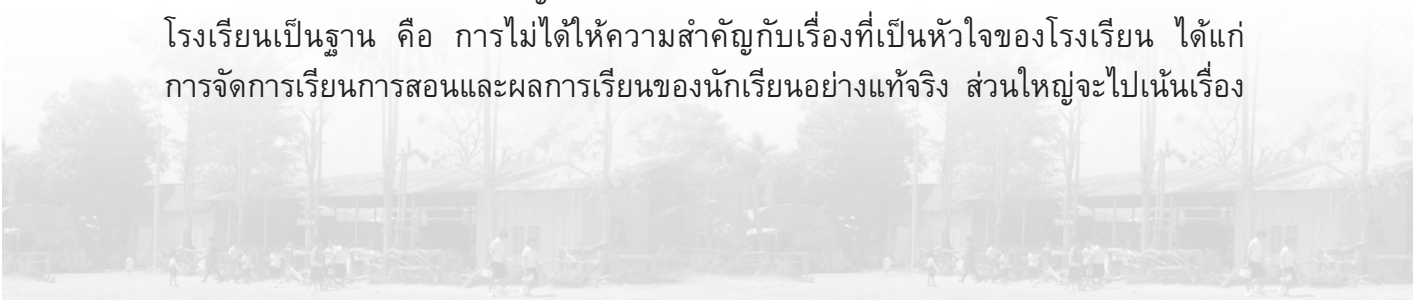 โรงเรียนเป็นฐาน คือ การไม่ได้ให้ความสำคัญกับเรื่องที่เป็นหัวใจของโรงเรียน ได้แก่
การจัดการเรียนการสอนและผลการเรียนของนักเรียนอย่างแท้จริง ส่วนใหญ่จะไปเน้นเรื่อง